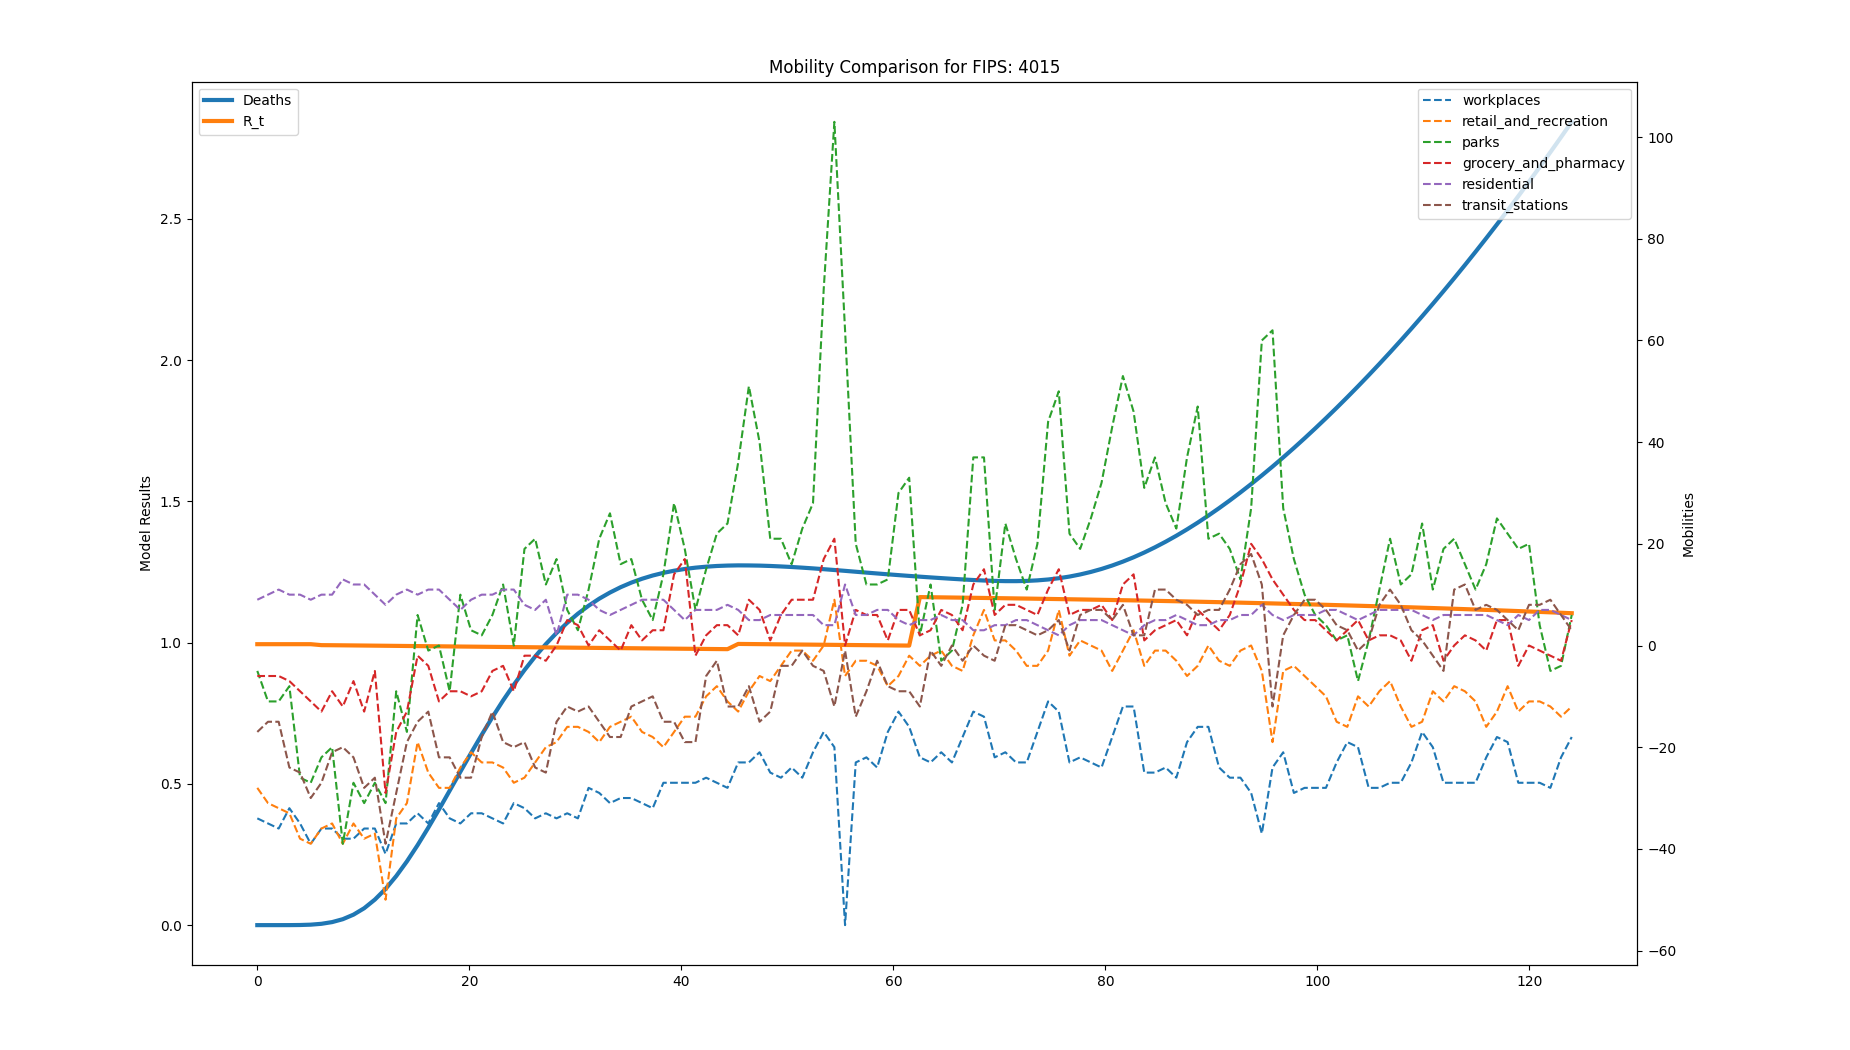 Mobility Comparison for FIPS: 4015
Deaths
R_t
workplaces
retail_and_recreation
parks
grocery_and_pharmacy
residential
transit_stations
Model Results
2.5
2.0
1.5
1.0
0.5
0.0
100
80
60
40
20
0
−20
−40
−60
Mobilities
0
20
40
60
80
100
120